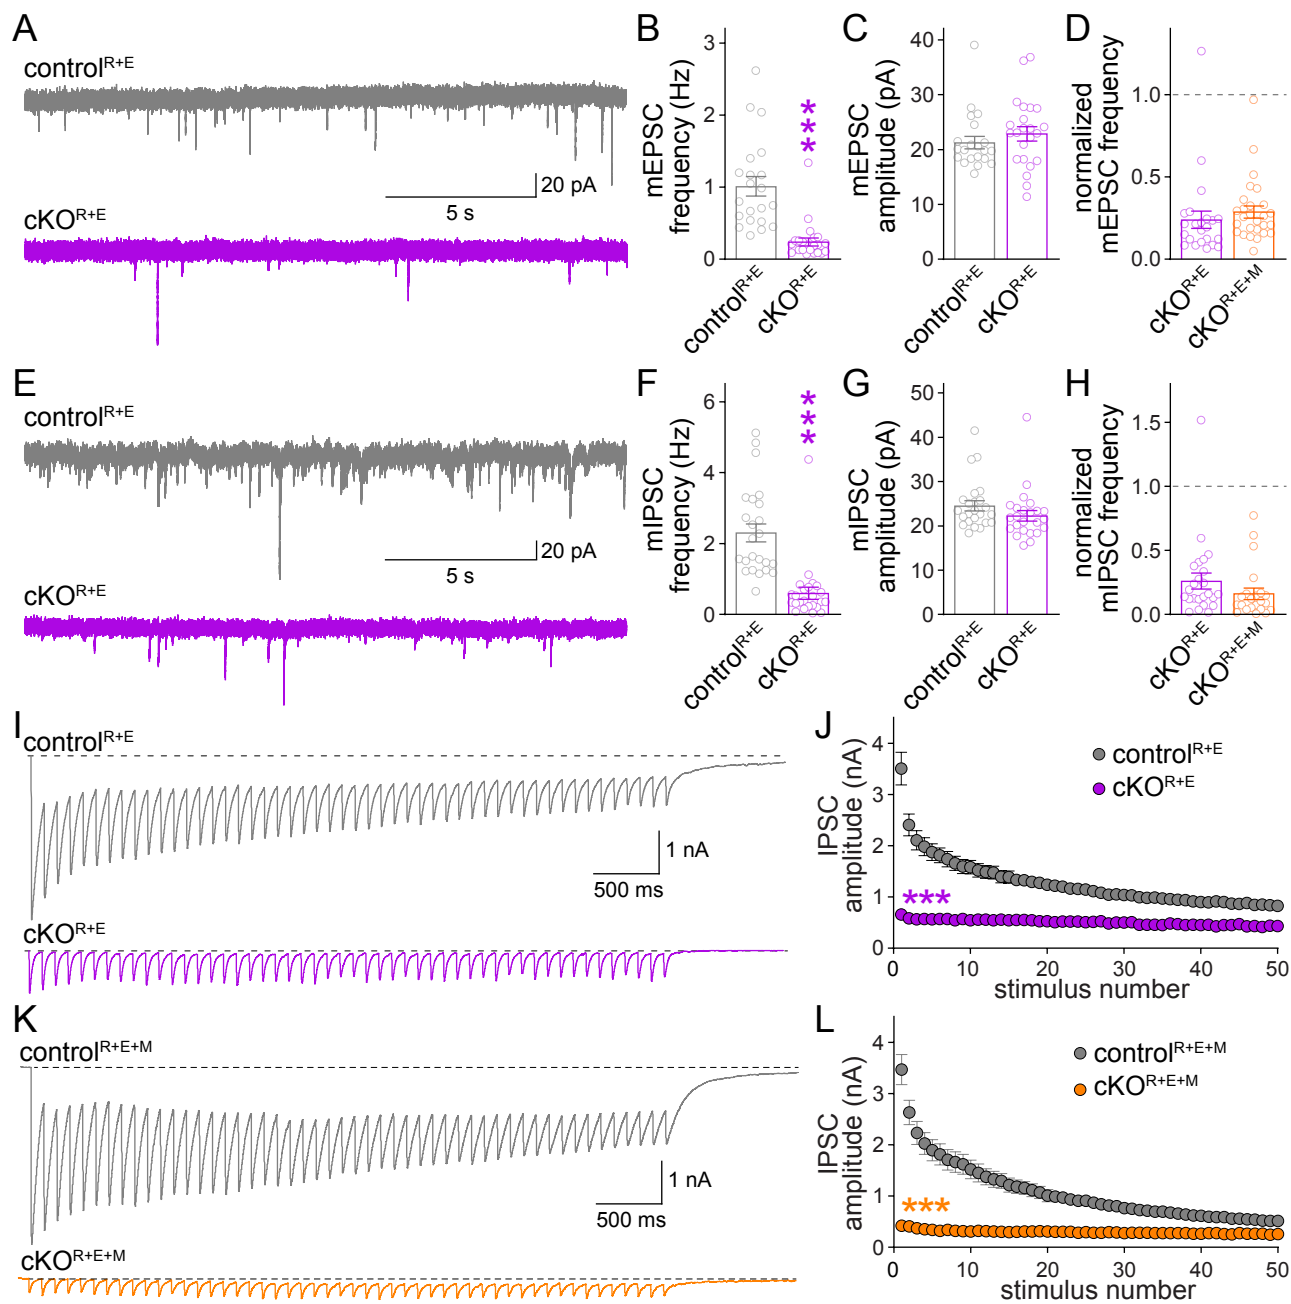 A
control^R+E
20 pA
5 s
cKO^R+E
B
mEPSC
frequency (Hz)
3
2
1
0
***
control^R+E
cKO^R+E
C
mEPSC
amplitude (pA)
40
30
20
10
0
control^R+E
cKO^R+E
D
normalized
mEPSC frequency
1.0
0.5
0.0
cKO^R+E
cKO^R+E+M
E
control^R+E
20 pA
5 s
cKO^R+E
F
mIPSC
frequency (Hz)
6
4
2
0
***
control^R+E
cKO^R+E
G
mIPSC
amplitude (pA)
50
40
30
20
10
0
control^R+E
cKO^R+E
H
normalized
mIPSC frequency
1.5
1.0
0.5
0.0
cKO^R+E
cKO^R+E+M
I
control^R+E
1 nA
500 ms
cKO^R+E
J
IPSC
amplitude (nA)
4
3
2
1
0
control^R+E
cKO^R+E
***
0 10 20 30 40 50
stimulus number
K
control^R+E+M
1 nA
500 ms
cKO^R+E+M
L
IPSC
amplitude (nA)
4
3
2
1
0
control^R+E+M
cKO^R+E+M
***
0 10 20 30 40 50
stimulus number